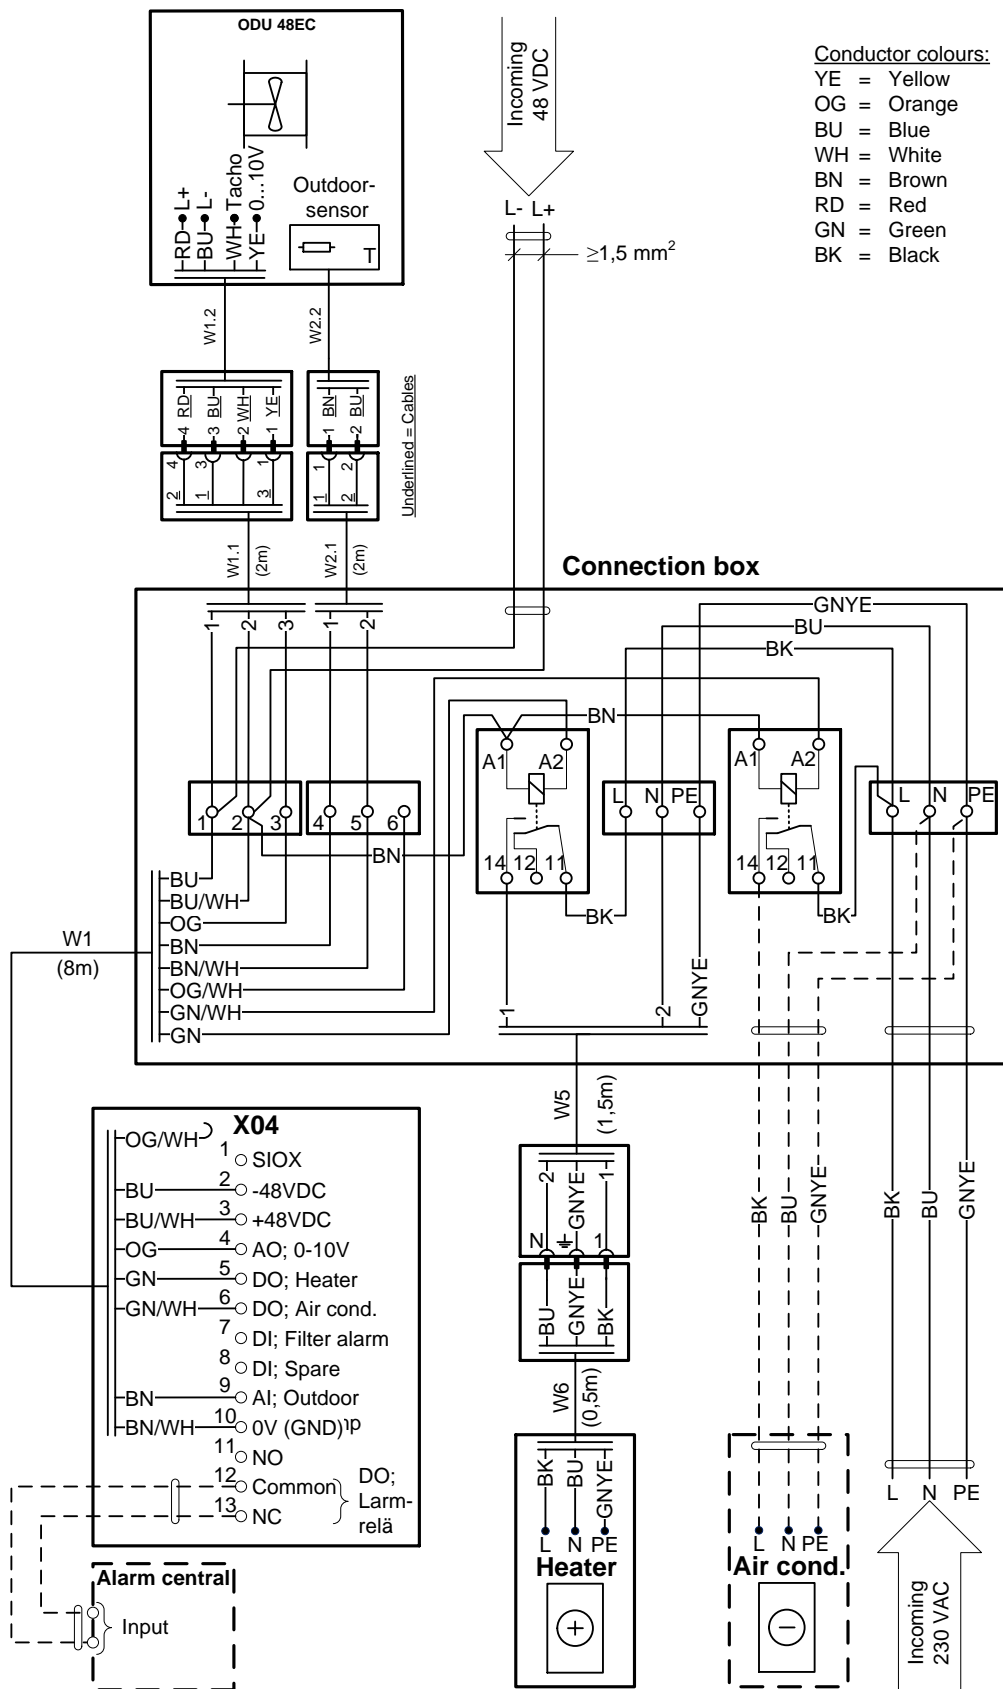 ODU 48EC
RD L+
BU L-
WH Tacho
YE 0...10V
Outdoor-
sensor
T
Incoming
48 VDC
L- L+
≥1,5 mm²
Conductor colours:
YE = Yellow
OG = Orange
BU = Blue
WH = White
BN = Brown
RD = Red
GN = Green
BK = Black
W1.2
W2.2
4 RD
3 BU
2 WH
1 YE
1 BN
2 BU
4 3 1
2 1 3
1 2
1 2
Underlined = Cables
W1.1
(2m)
W2.1
(2m)
Connection box
1 2 3
1 2
GNYE
BU
BK
BN
A1 A2
A1 A2
L N PE
L N PE
1 2 3
4 5 6
BN
14 12 11
14 12 11
BK
BK
BU
BU/WH
OG
BN
BN/WH
OG/WH
GN/WH
GN
W1
(8m)
1
2
GNYE
W5
(1,5m)
X04
OG/WH
1 SIOX
BU 2 -48VDC
BU/WH 3 +48VDC
OG 4 AO; 0-10V
GN 5 DO; Heater
GN/WH 6 DO; Air cond.
7 DI; Filter alarm
8 DI; Spare
BN 9 AI; Outdoor
BN/WH 10 0V (GND)
11 NO
12 Common
13 NC
DO;
Larm-
relä
Alarm central
Input
2 GNYE 1
N 1
BU GNYE BK
W6
(0,5m)
BK BU GNYE
L N PE
Heater
BK BU GNYE
L N PE
Air cond.
BK BU GNYE
L N PE
Incoming
230 VAC